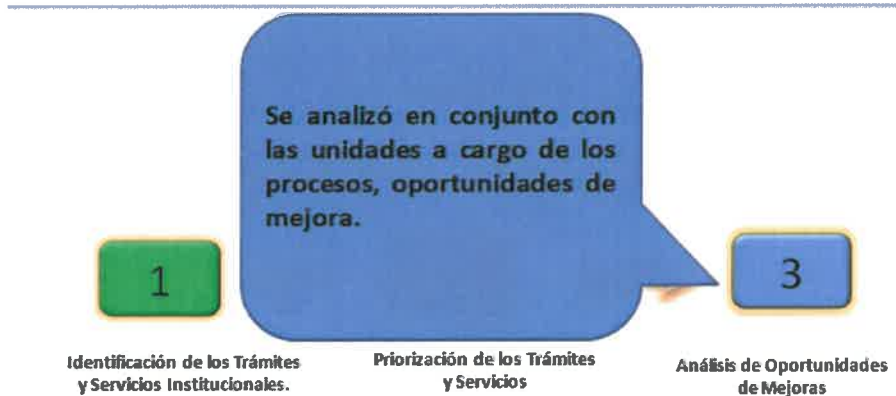 Se analizó en conjunto con
las unidades a cargo de los
procesos, oportunidades de
mejora.
1
3
Identificación de los Trámites
y Servicios Institucionales.
Priorización de los Trámites
y Servicios
Análisis de Oportunidades
de Mejoras